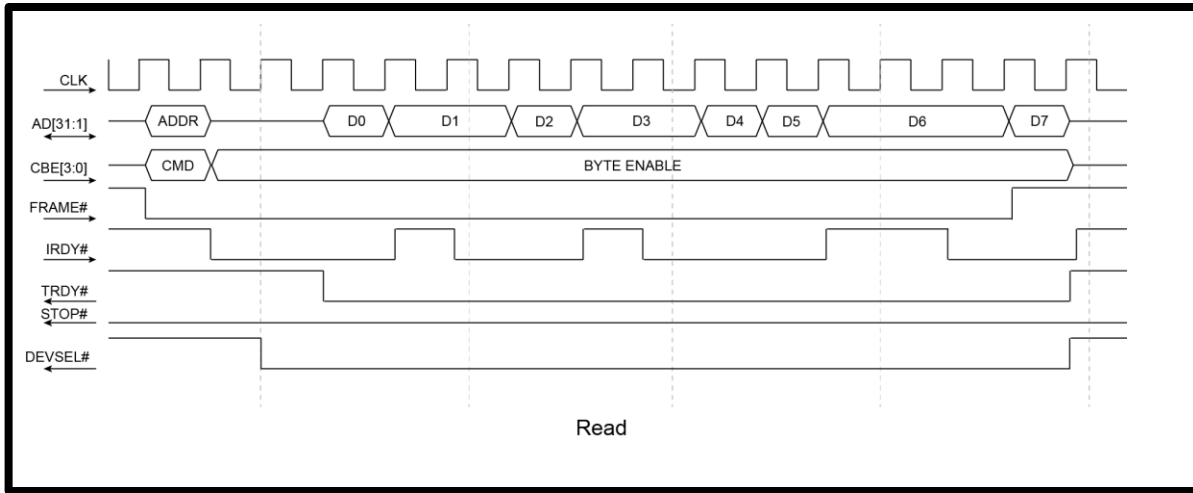 CLK
AD[31:1] ADDR D0 D1 D2 D3 D4 D5 D6 D7
CBE[3:0] CMD BYTE ENABLE
FRAME#
IRDY#
TRDY#
STOP#
DEVSEL#
Read